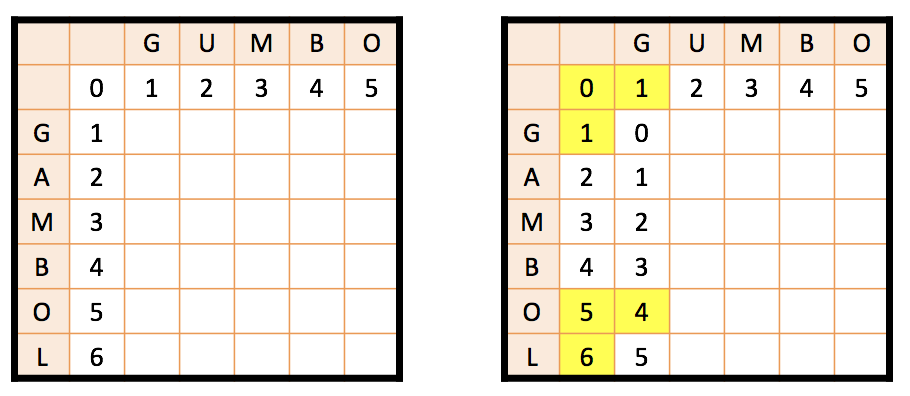 G U M B O
0 1 2 3 4 5
G 1
A 2
M 3
B 4
O 5
L 6
G U M B O
0 1 2 3 4 5
G 1 0
A 2 1
M 3 2
B 4 3
O 5 4
L 6 5